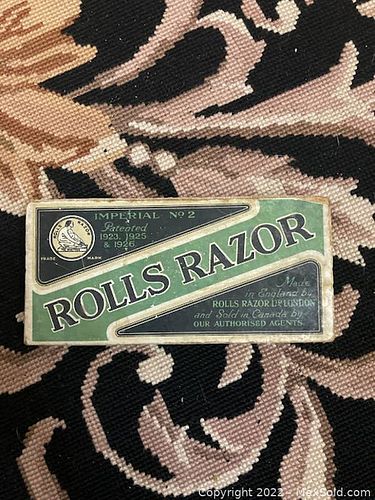 IMPERIAL Nº 2
Patented
1923, 1925
& 1926.
TRADE MARK
ROLLS RAZOR
Made
in England by
ROLLS RAZOR LTD LONDON
and Sold in Canada by
OUR AUTHORISED AGENTS.
Copyright 2022 - MaxSold.com